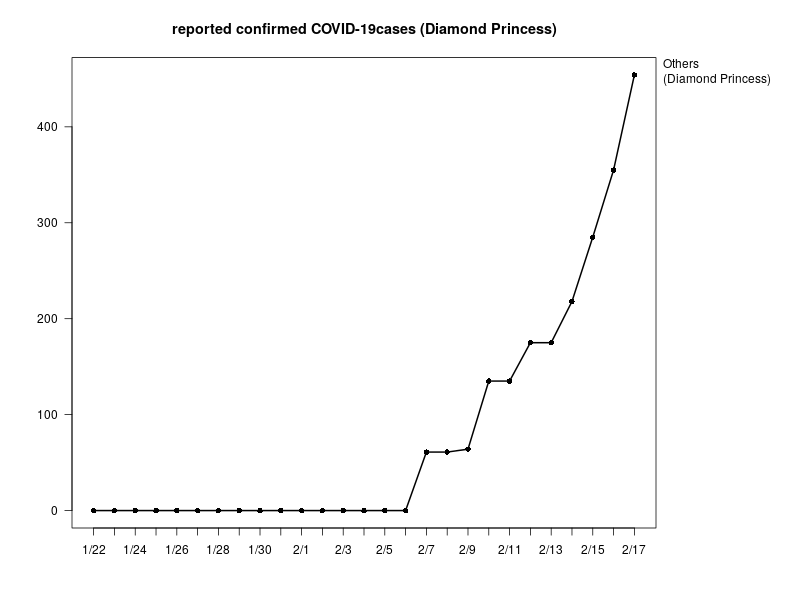 reported confirmed COVID-19cases (Diamond Princess)
Others
(Diamond Princess)
400
300
200
100
0
1/22 1/24 1/26 1/28 1/30 2/1 2/3 2/5 2/7 2/9 2/11 2/13 2/15 2/17